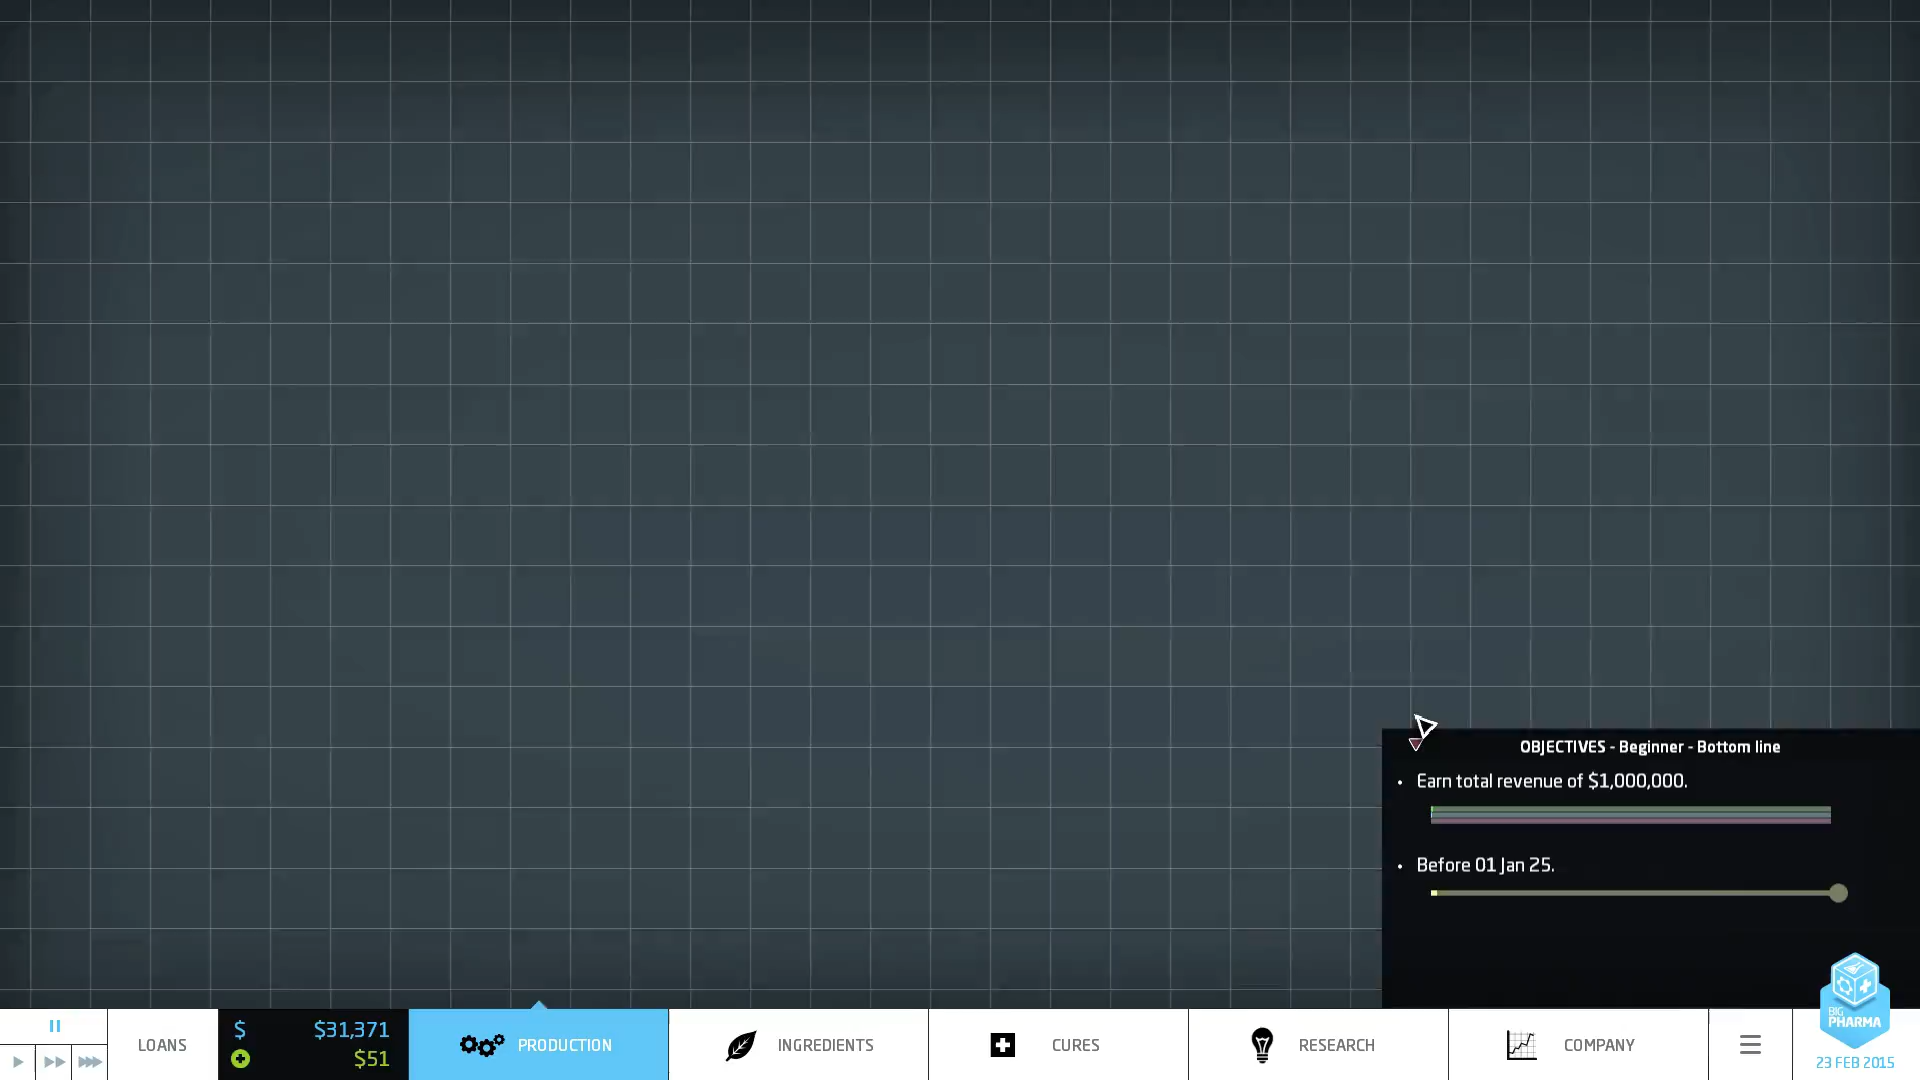 OBJECTIVES - Beginner - Bottom line
• Earn total revenue of $1,000,000.
• Before 01 Jan 25.
LOANS
$ $31,371
$51
PRODUCTION
INGREDIENTS
CURES
RESEARCH
COMPANY
BIG
PHARMA
23 FEB 2015